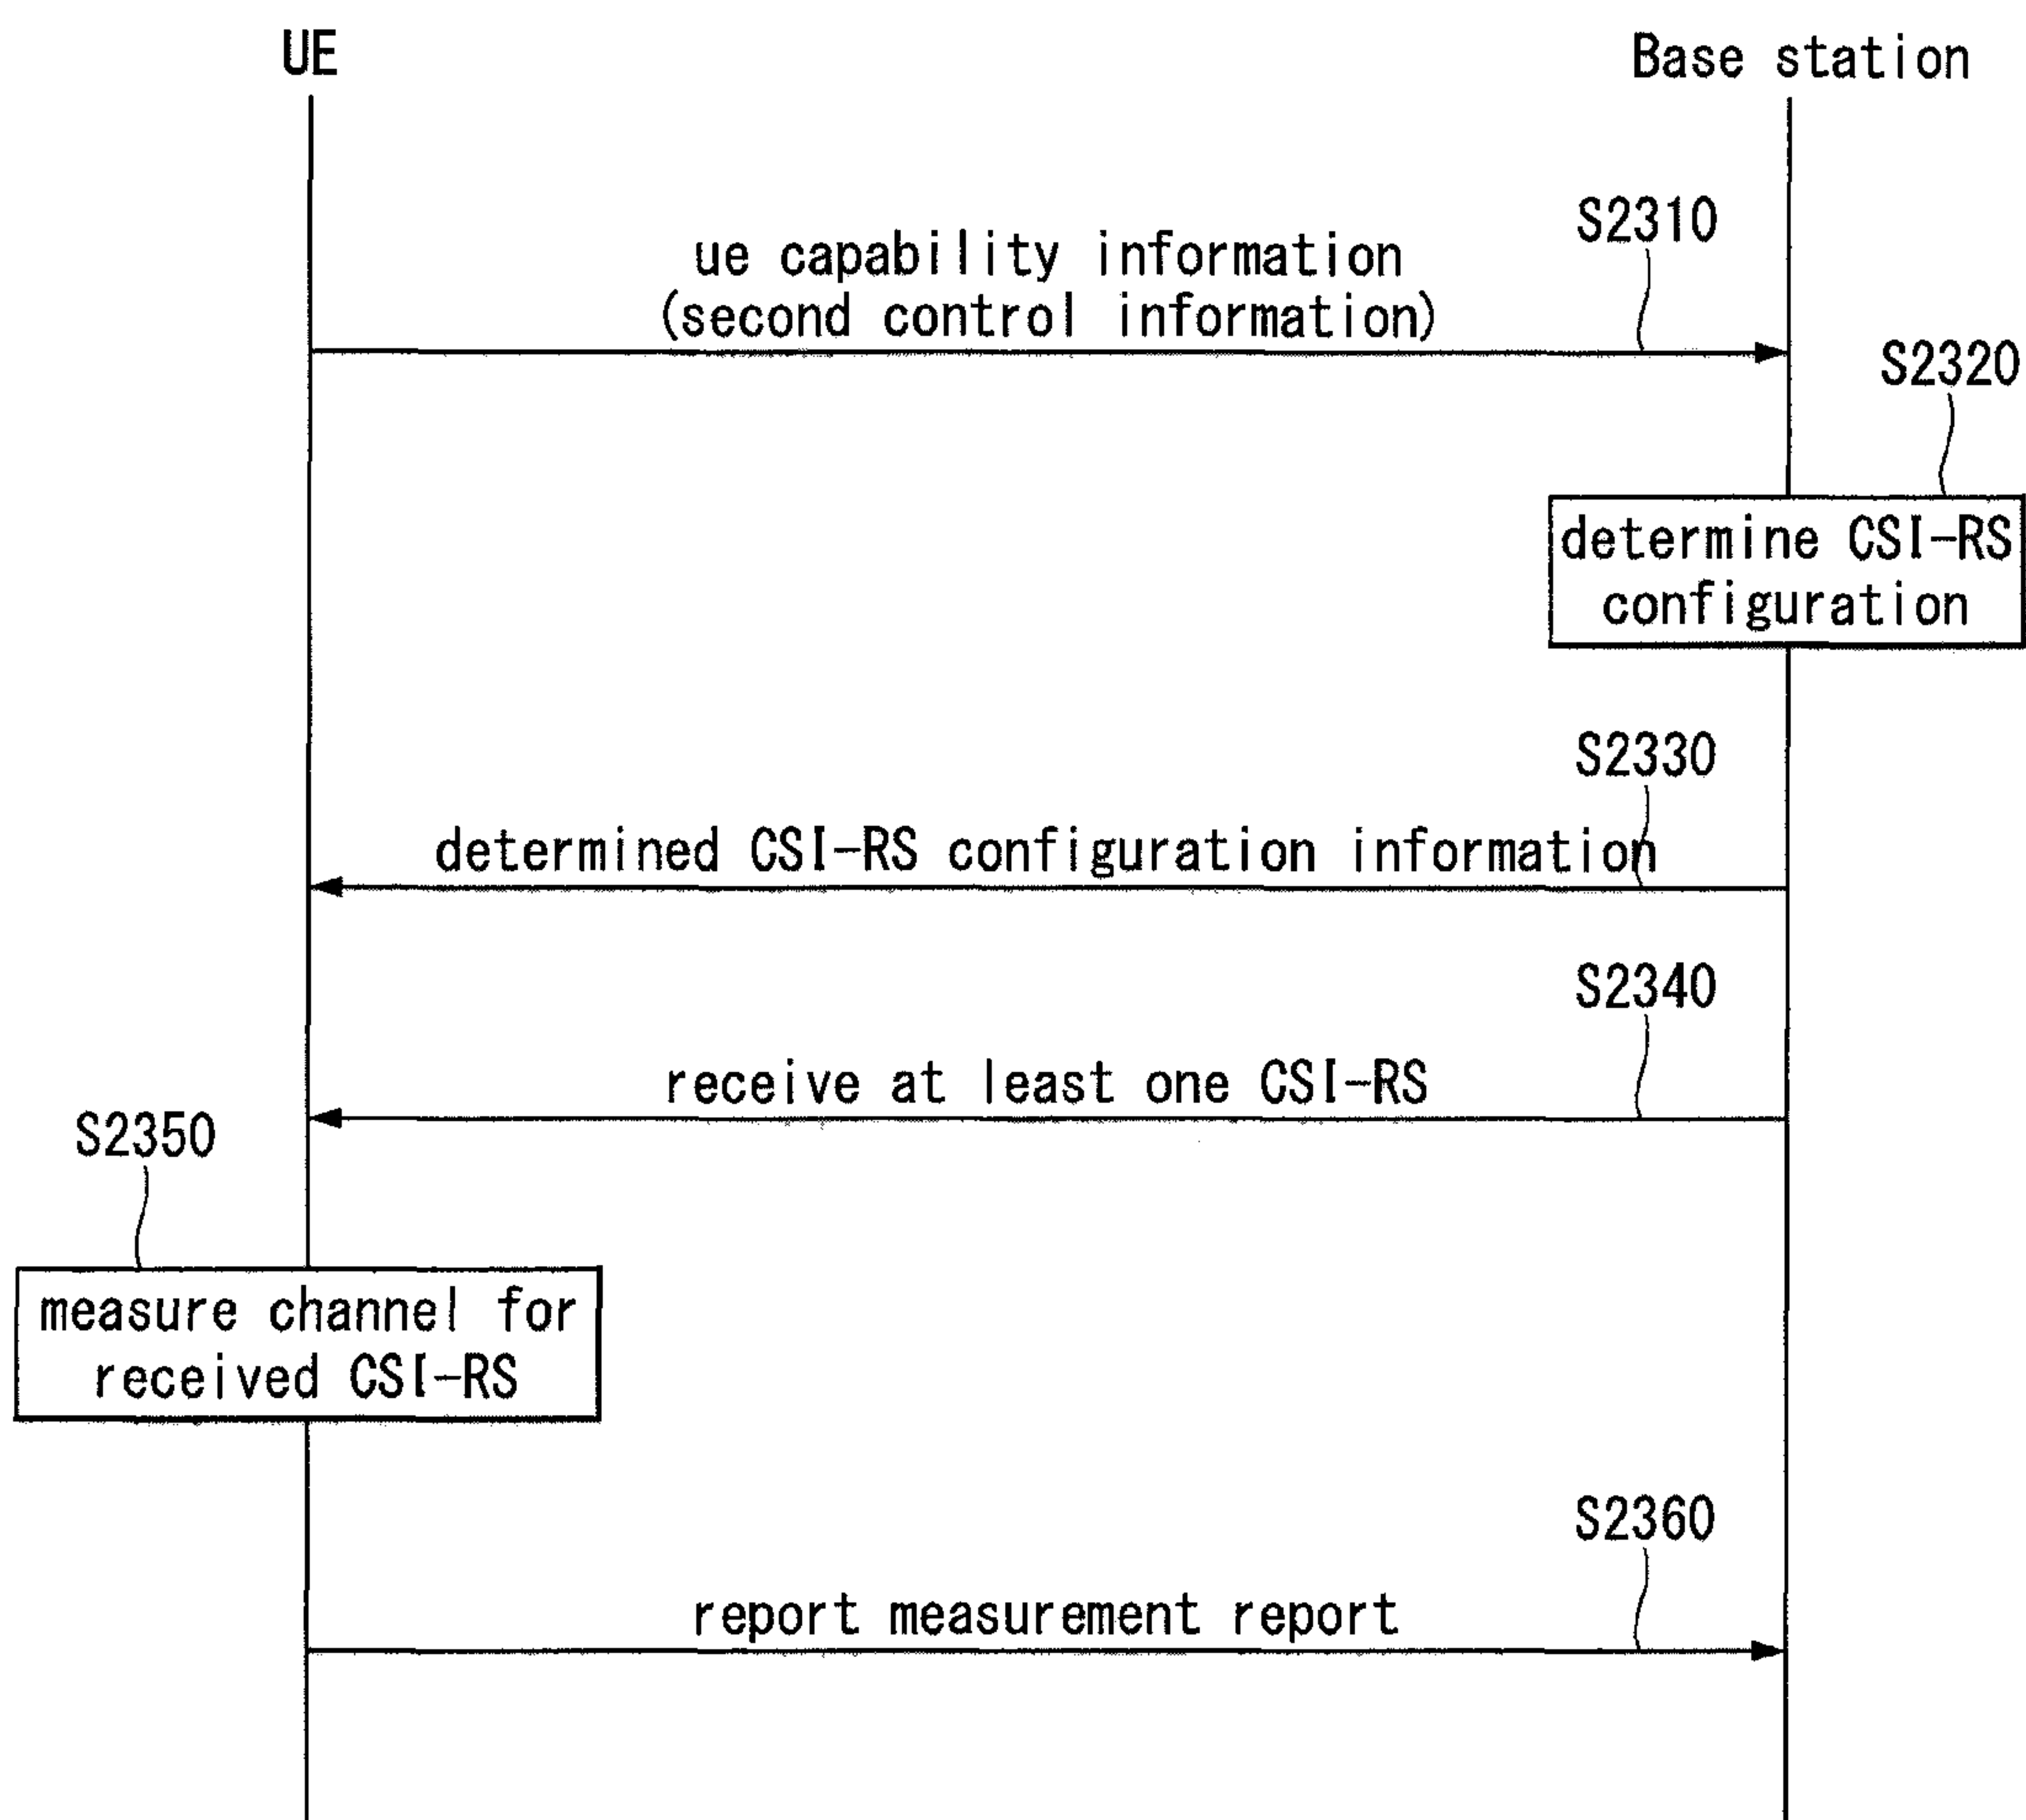 UE
Base station
S2310
ue capability information
(second control information)
S2320
determine CSI-RS
configuration
S2330
determined CSI-RS configuration information
S2340
receive at least one CSI-RS
S2350
measure channel for
received CSI-RS
S2360
report measurement report